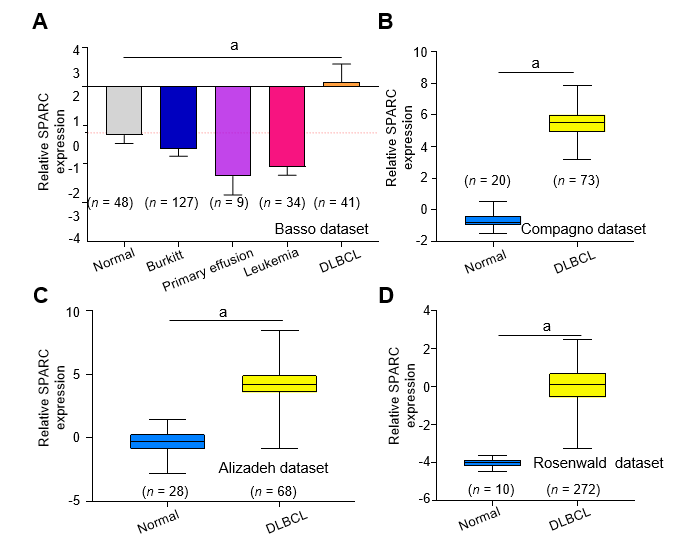 A
Relative SPARC
expression
4
3
2
1
0
-1
-2
-3
-4
a
(n = 48)
(n = 127)
(n = 9)
(n = 34)
(n = 41)
Basso dataset
Normal
Burkitt
Primary effusion
Leukemia
DLBCL
B
Relative SPARC
expression
10
8
6
4
2
0
-2
a
(n = 20)
(n = 73)
Compagno dataset
Normal
DLBCL
C
Relative SPARC
expression
10
5
0
-5
a
Alizadeh dataset
(n = 28)
(n = 68)
Normal
DLBCL
D
Relative SPARC
expression
4
2
0
-2
-4
-6
a
Rosenwald dataset
(n = 10)
(n = 272)
Normal
DLBCL